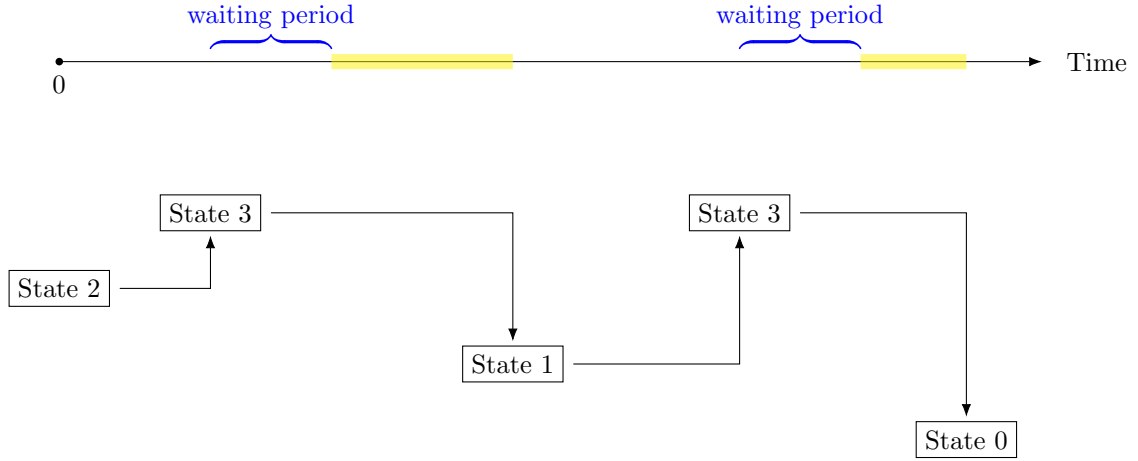 waiting period
waiting period
Time
0
State 3
State 3
State 2
State 1
State 0